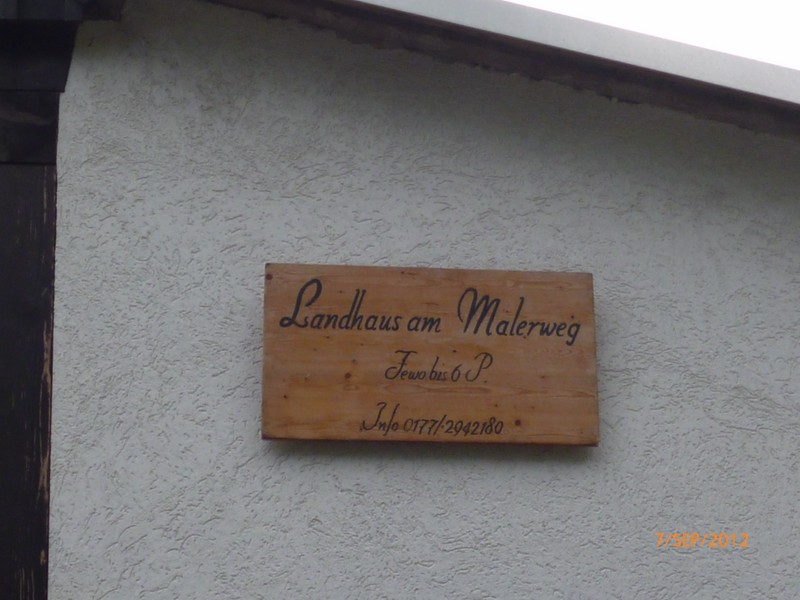 Landhaus am Malerweg
Fewo bis 6 P.
Info 0177/2942180
7/SEP/2012